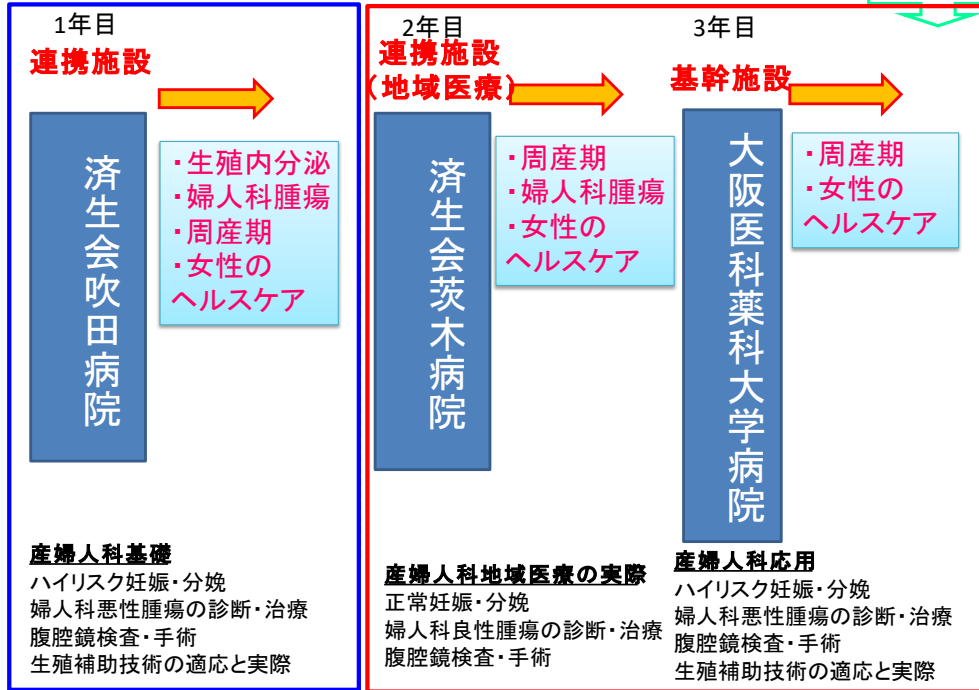 1年目
連携施設
済生会吹田病院
・生殖内分泌
・婦人科腫瘍
・周産期
・女性の
ヘルスケア
産婦人科基礎
ハイリスク妊娠・分娩
婦人科悪性腫瘍の診断・治療
腹腔鏡検査・手術
生殖補助技術の適応と実際
2年目
連携施設
(地域医療)
済生会茨木病院
・周産期
・婦人科腫瘍
・女性の
ヘルスケア
産婦人科地域医療の実際
正常妊娠・分娩
婦人科良性腫瘍の診断・治療
腹腔鏡検査・手術
3年目
基幹施設
大阪医科薬科大学病院
・周産期
・女性の
ヘルスケア
産婦人科応用
ハイリスク妊娠・分娩
婦人科悪性腫瘍の診断・治療
腹腔鏡検査・手術
生殖補助技術の適応と実際